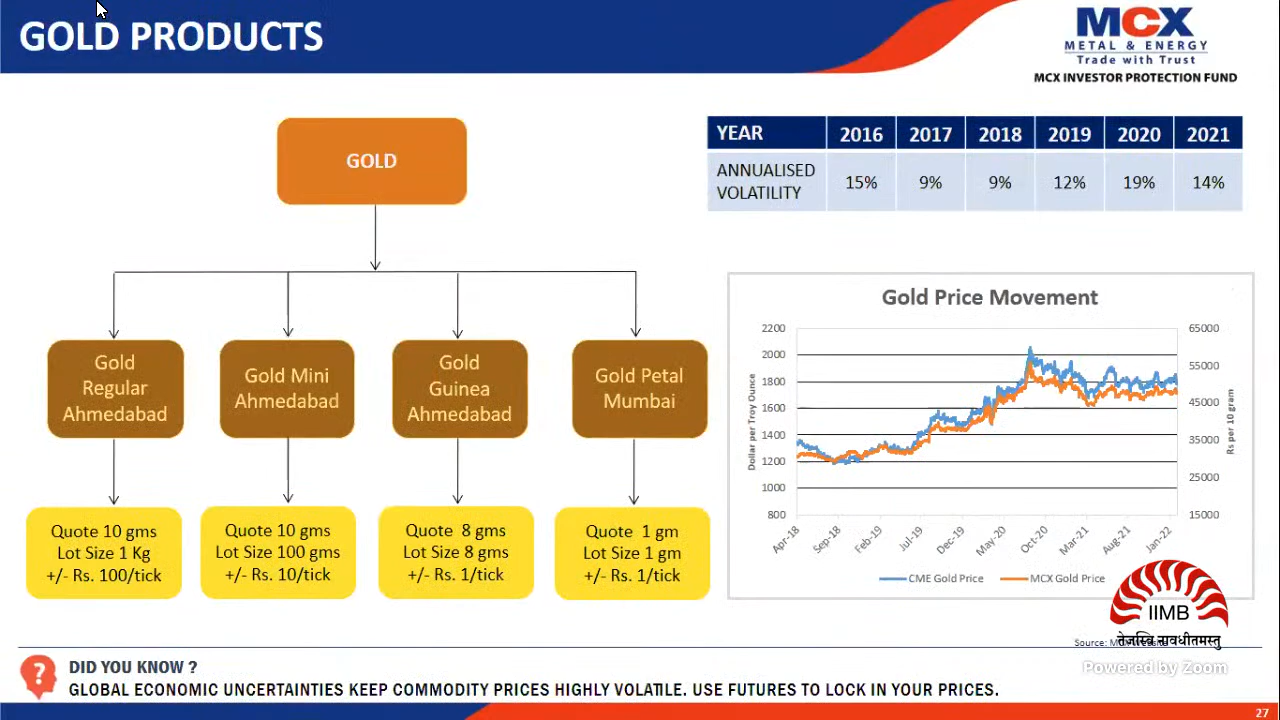 GOLD PRODUCTS
MCX
METAL & ENERGY
Trade with Trust
MCX INVESTOR PROTECTION FUND
GOLD
Gold
Regular
Ahmedabad
Gold Mini
Ahmedabad
Gold
Guinea
Ahmedabad
Gold Petal
Mumbai
Quote 10 gms
Lot Size 1 Kg
+/- Rs. 100/tick
Quote 10 gms
Lot Size 100 gms
+/- Rs. 10/tick
Quote 8 gms
Lot Size 8 gms
+/- Rs. 1/tick
Quote 1 gm
Lot Size 1 gm
+/- Rs. 1/tick
YEAR 2016 2017 2018 2019 2020 2021
ANNUALISED
VOLATILITY 15% 9% 9% 12% 19% 14%
Gold Price Movement
2200 65000
2000 55000
1800
1600 45000
1400 35000
1200 25000
1000
800 15000
Dollar per Troy Ounce
Rs per 10 gram
Apr-18 Sep-18 Feb-19 Jul-19 Dec-19 May-20 Oct-20 Mar-21 Aug-21 Jan-22
CME Gold Price MCX Gold Price
IIMB
तेजस्वि नावधीतमस्तु
Source:
Powered by Zoom
DID YOU KNOW ?
GLOBAL ECONOMIC UNCERTAINTIES KEEP COMMODITY PRICES HIGHLY VOLATILE. USE FUTURES TO LOCK IN YOUR PRICES.
27